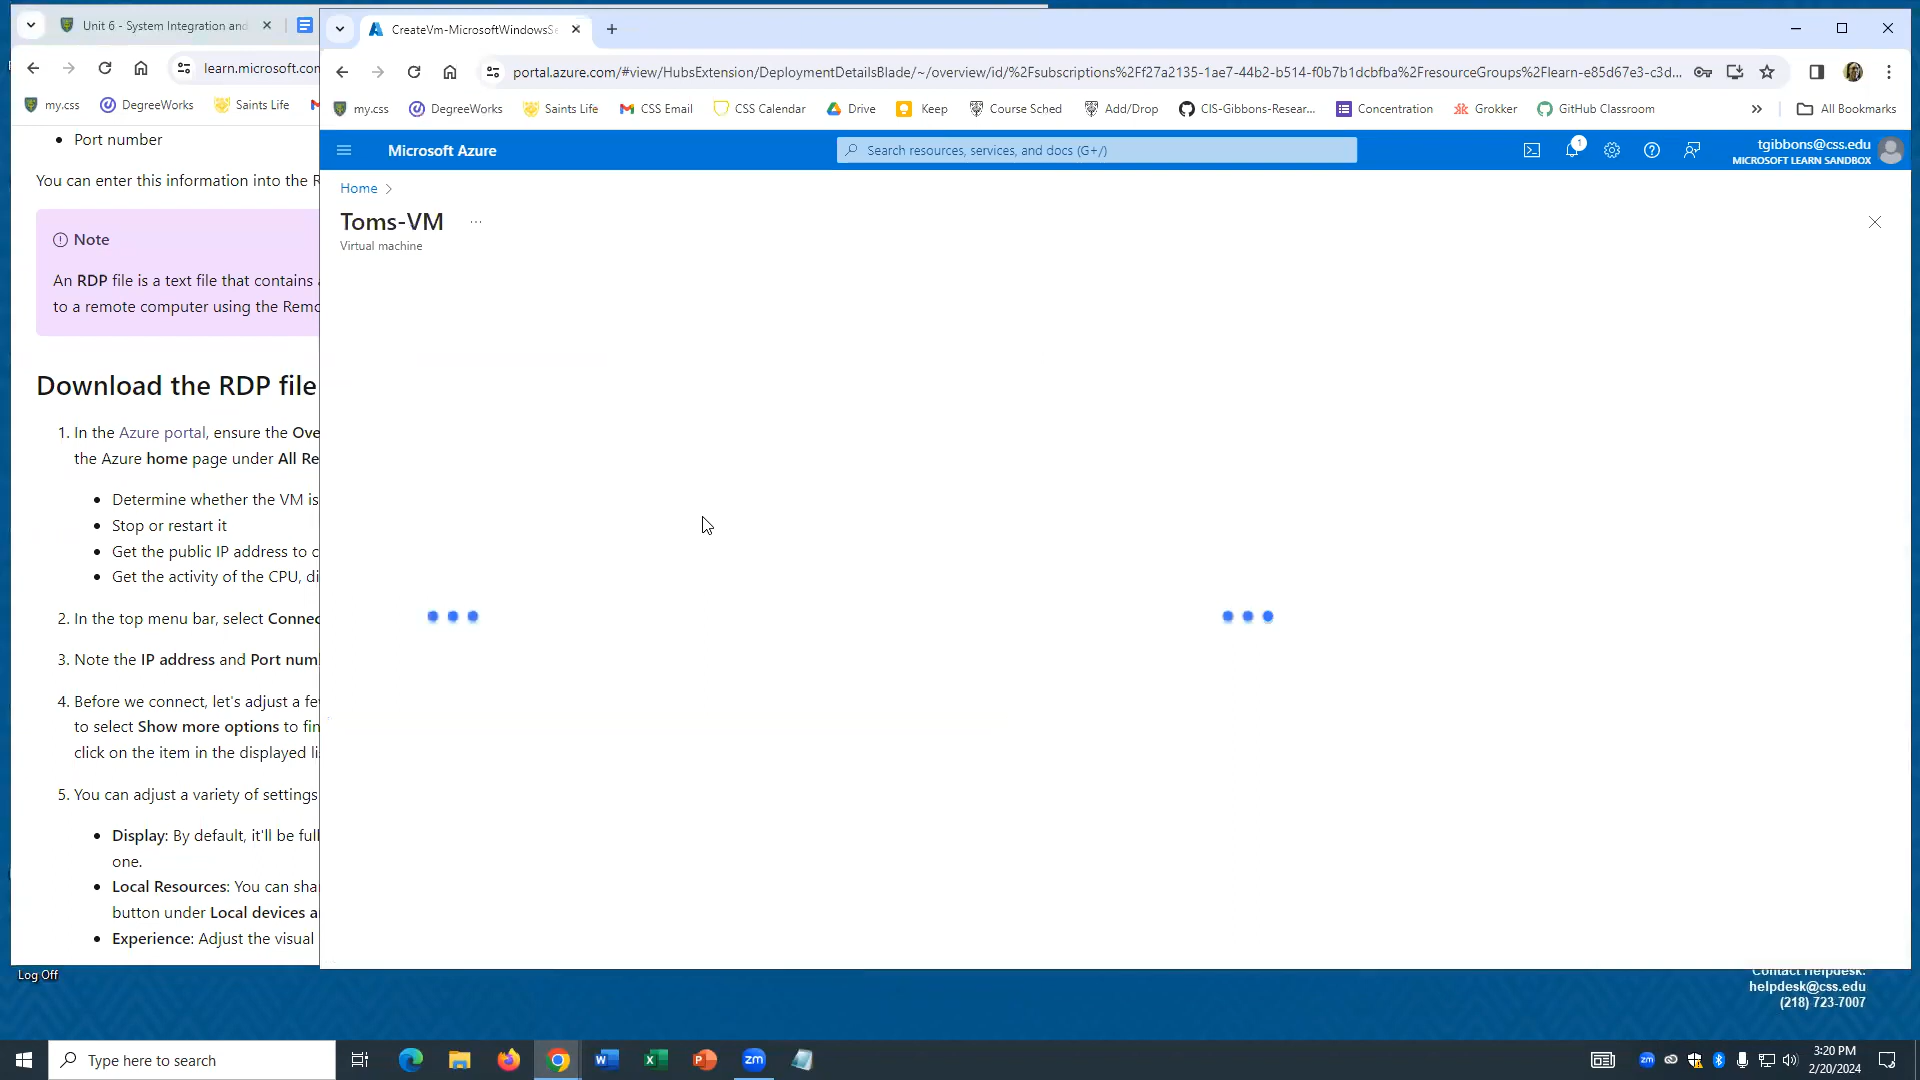 Unit 6 - System Integration and
learn.microsoft.com
my.css
DegreeWorks
Saints Life
Port number
You can enter this information into the R
Note
An RDP file is a text file that contains
to a remote computer using the Remo
Download the RDP file
1. In the Azure portal, ensure the Ove
the Azure home page under All Re
Determine whether the VM is
Stop or restart it
Get the public IP address to c
Get the activity of the CPU, di
2. In the top menu bar, select Connec
3. Note the IP address and Port num
4. Before we connect, let's adjust a fe
to select Show more options to fin
click on the item in the displayed li
5. You can adjust a variety of settings
Display: By default, it'll be full
one.
Local Resources: You can sha
button under Local devices a
Experience: Adjust the visual
Log Off
CreateVm-MicrosoftWindowsSe
portal.azure.com/#view/HubsExtension/DeploymentDetailsBlade/~/overview/id/%2Fsubscriptions%2Ff27a2135-1ae7-44b2-b514-f0b7b1dcbfba%2FresourceGroups%2Flearn-e85d67e3-c3d...
my.css
DegreeWorks
Saints Life
CSS Email
CSS Calendar
Drive
Keep
Course Sched
Add/Drop
CIS-Gibbons-Resear...
Concentration
Grokker
GitHub Classroom
»
All Bookmarks
Microsoft Azure
Search resources, services, and docs (G+/)
1
tgibbons@css.edu
MICROSOFT LEARN SANDBOX
Home
Toms-VM
...
Virtual machine
Contact Helpdesk:
helpdesk@css.edu
(218) 723-7007
Type here to search
zm
zm
3:20 PM
2/20/2024